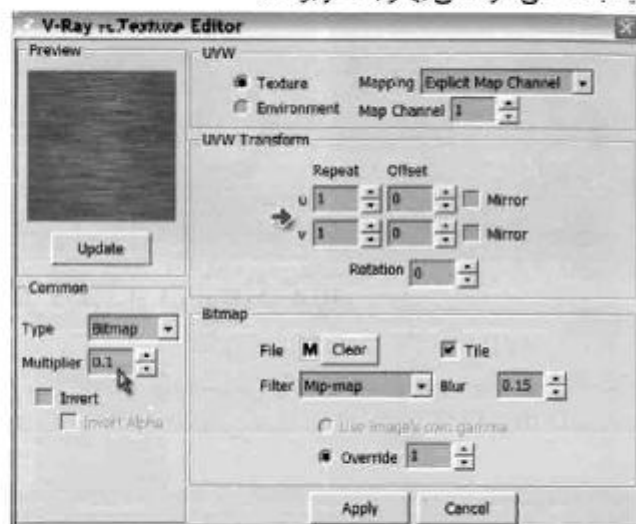 V-Ray Texture Editor
Preview
Update
Common
Type Bitmap
Multiplier 0.1
Invert
Invert Alpha
UVW
Texture Mapping Explicit Map Channel
Environment Map Channel 1
UVW Transform
Repeat Offset
U 1 0 Mirror
V 1 0 Mirror
Rotation 0
Bitmap
File M Clear Tile
Filter Mip-map Blur 0.15
Use image's own gamma
Override 1
Apply Cancel